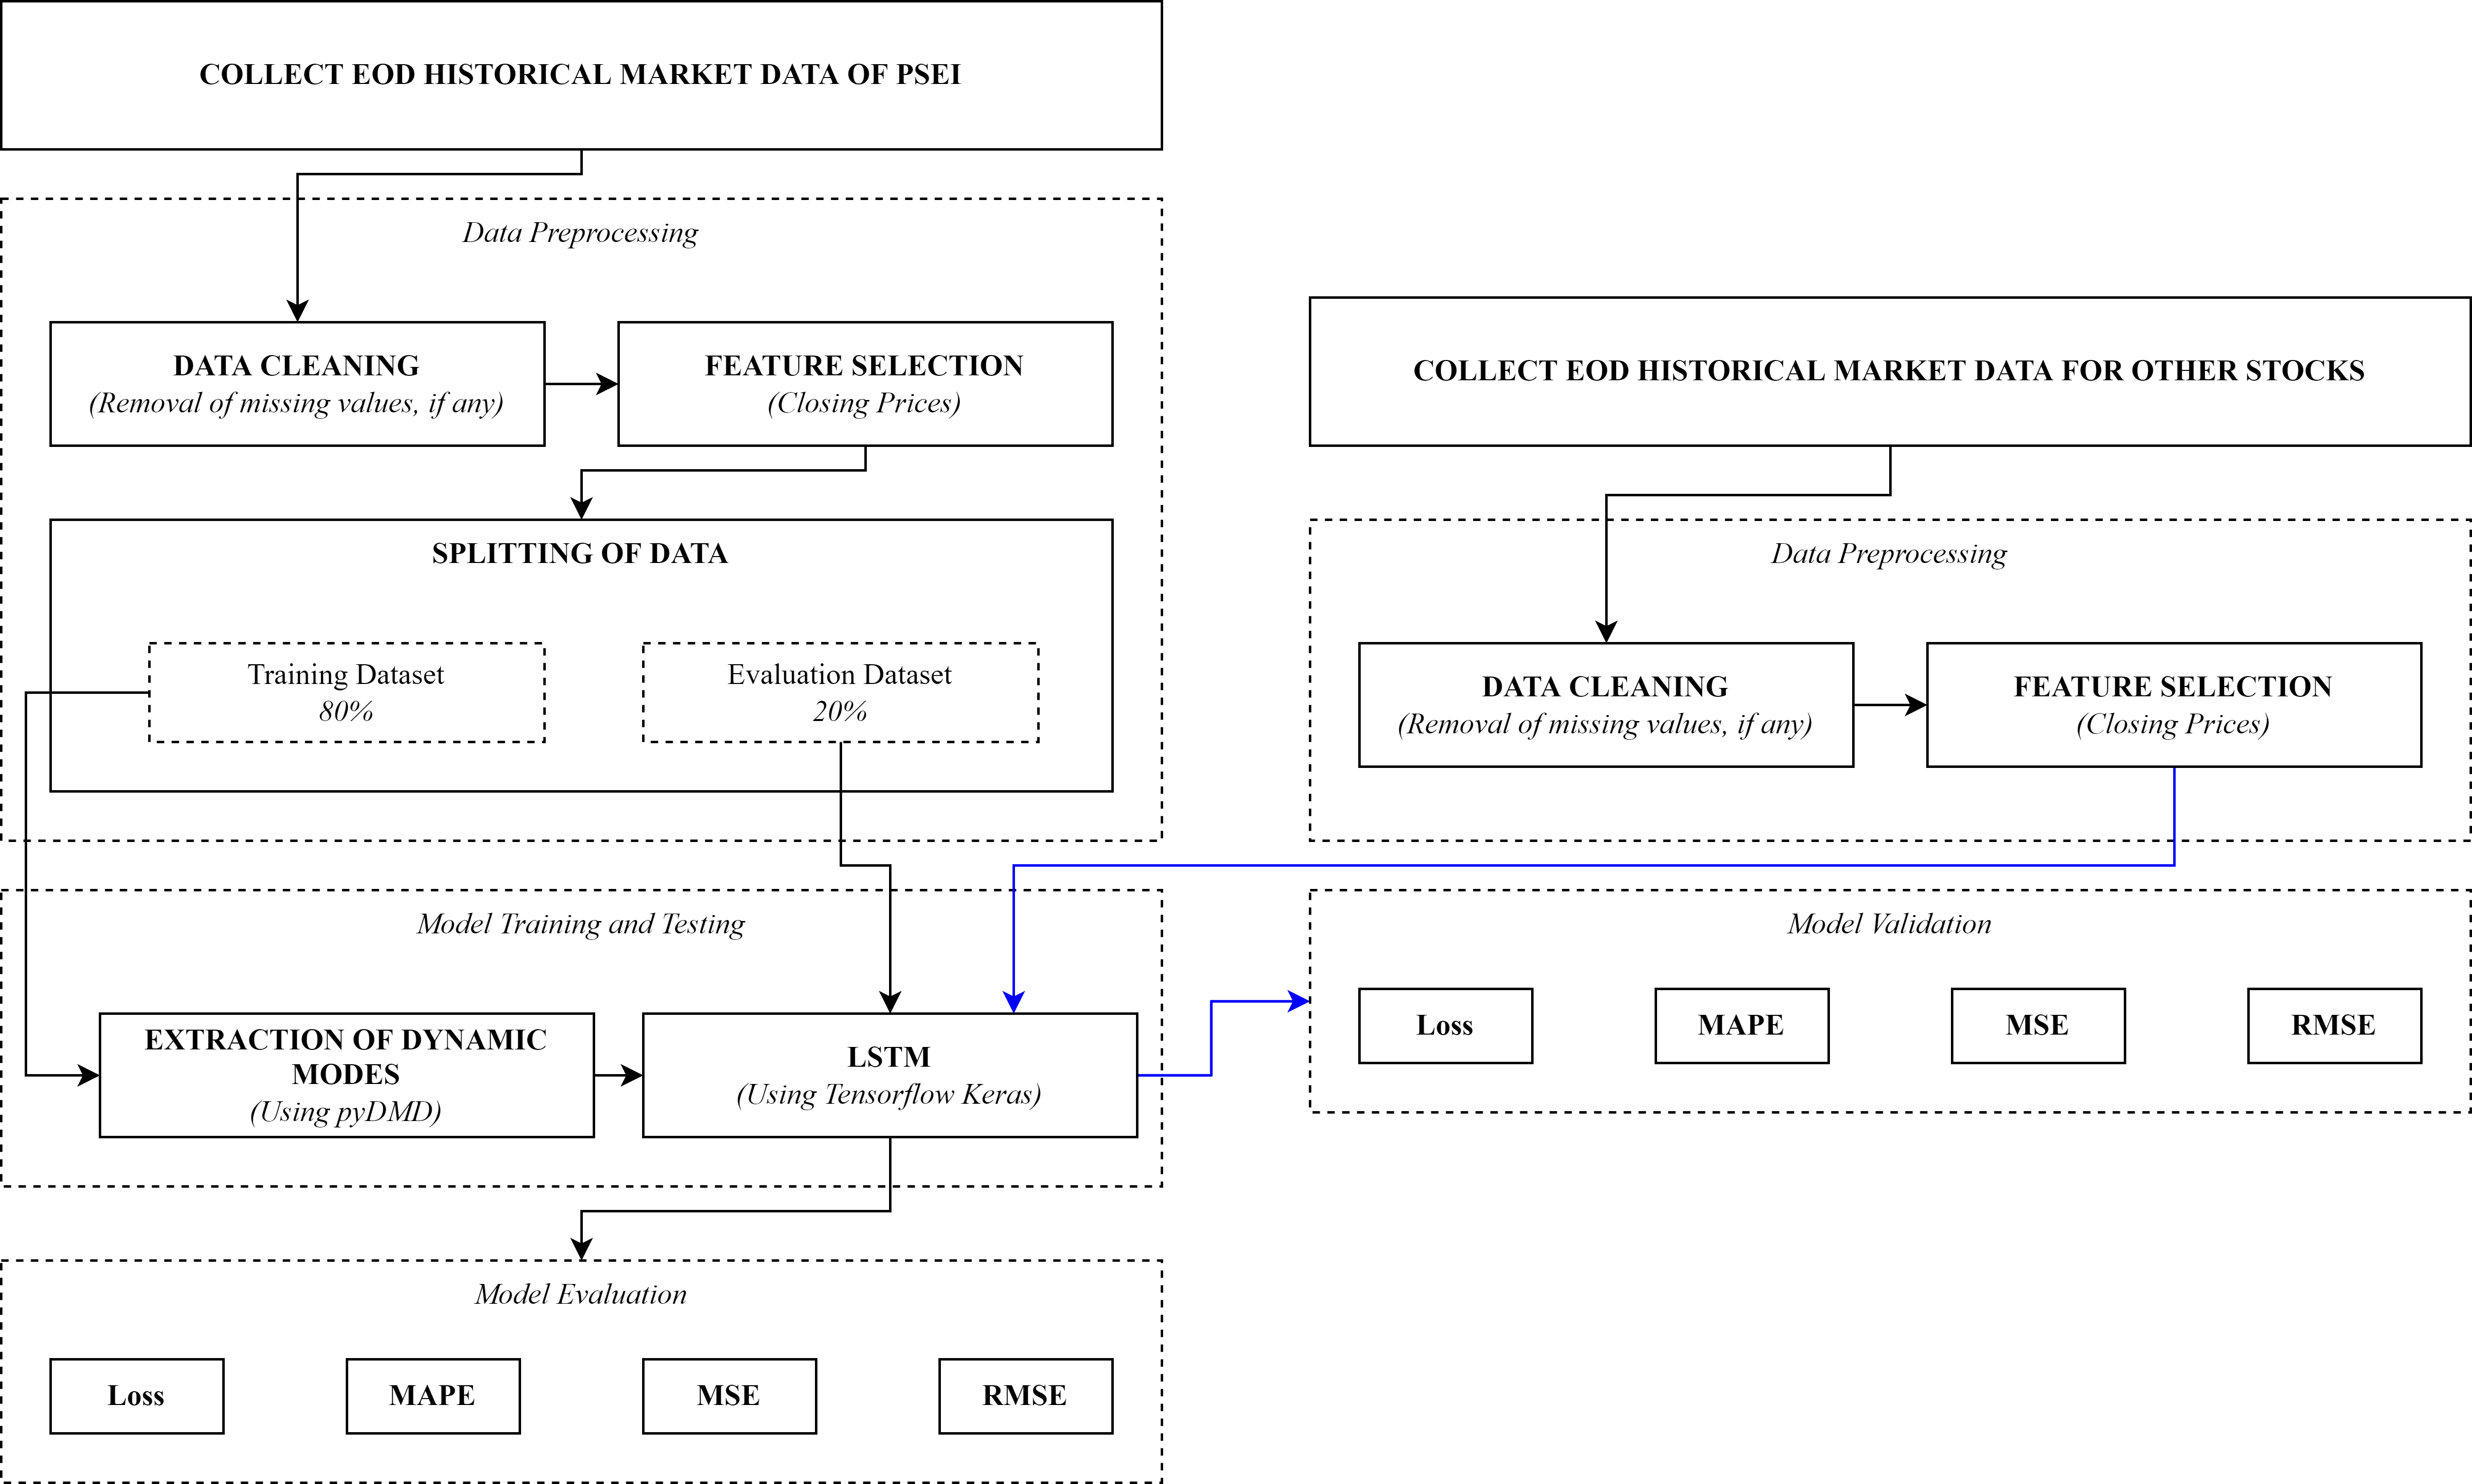 COLLECT EOD HISTORICAL MARKET DATA OF PSEI
Data Preprocessing
DATA CLEANING
(Removal of missing values, if any)
FEATURE SELECTION
(Closing Prices)
SPLITTING OF DATA
Training Dataset
80%
Evaluation Dataset
20%
Model Training and Testing
EXTRACTION OF DYNAMIC
MODES
(Using pyDMD)
LSTM
(Using Tensorflow Keras)
Model Evaluation
Loss
MAPE
MSE
RMSE
COLLECT EOD HISTORICAL MARKET DATA FOR OTHER STOCKS
Data Preprocessing
DATA CLEANING
(Removal of missing values, if any)
FEATURE SELECTION
(Closing Prices)
Model Validation
Loss
MAPE
MSE
RMSE